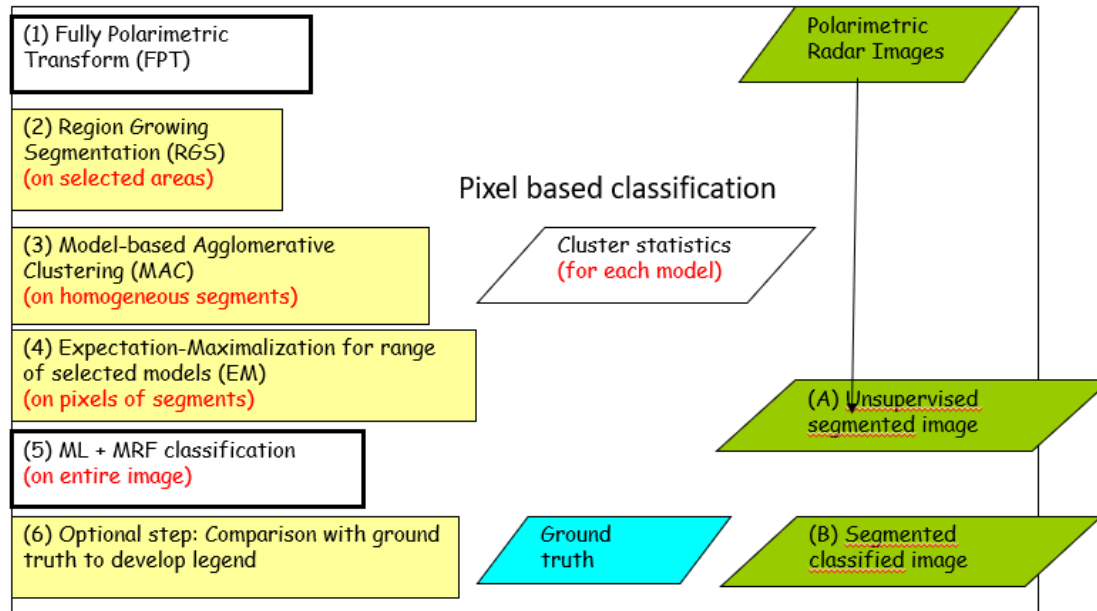 (1) Fully Polarimetric
Transform (FPT)
Polarimetric
Radar Images
(2) Region Growing
Segmentation (RGS)
(on selected areas)
Pixel based classification
(3) Model-based Agglomerative
Clustering (MAC)
(on homogeneous segments)
Cluster statistics
(for each model)
(4) Expectation-Maximalization for range
of selected models (EM)
(on pixels of segments)
(A) Unsupervised
segmented image
(5) ML + MRF classification
(on entire image)
(6) Optional step: Comparison with ground
truth to develop legend
Ground
truth
(B) Segmented
classified image